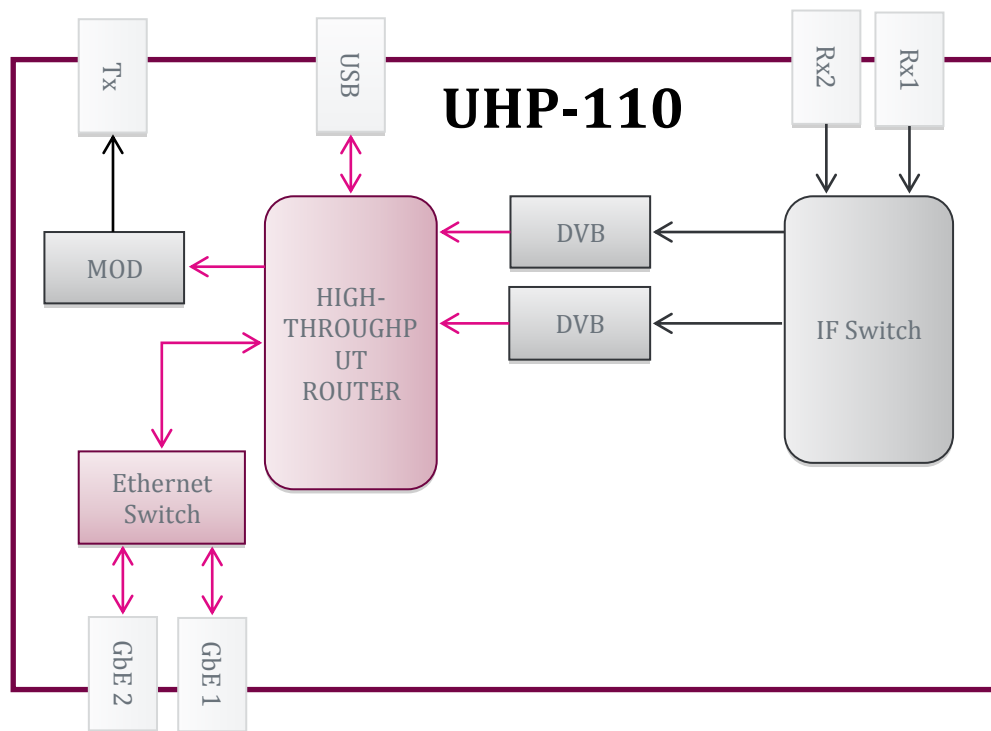 Tx
USB
Rx2
Rx1
UHP-110
MOD
HIGH-
THROUGHP
UT
ROUTER
DVB
DVB
IF Switch
Ethernet
Switch
GbE 2
GbE 1